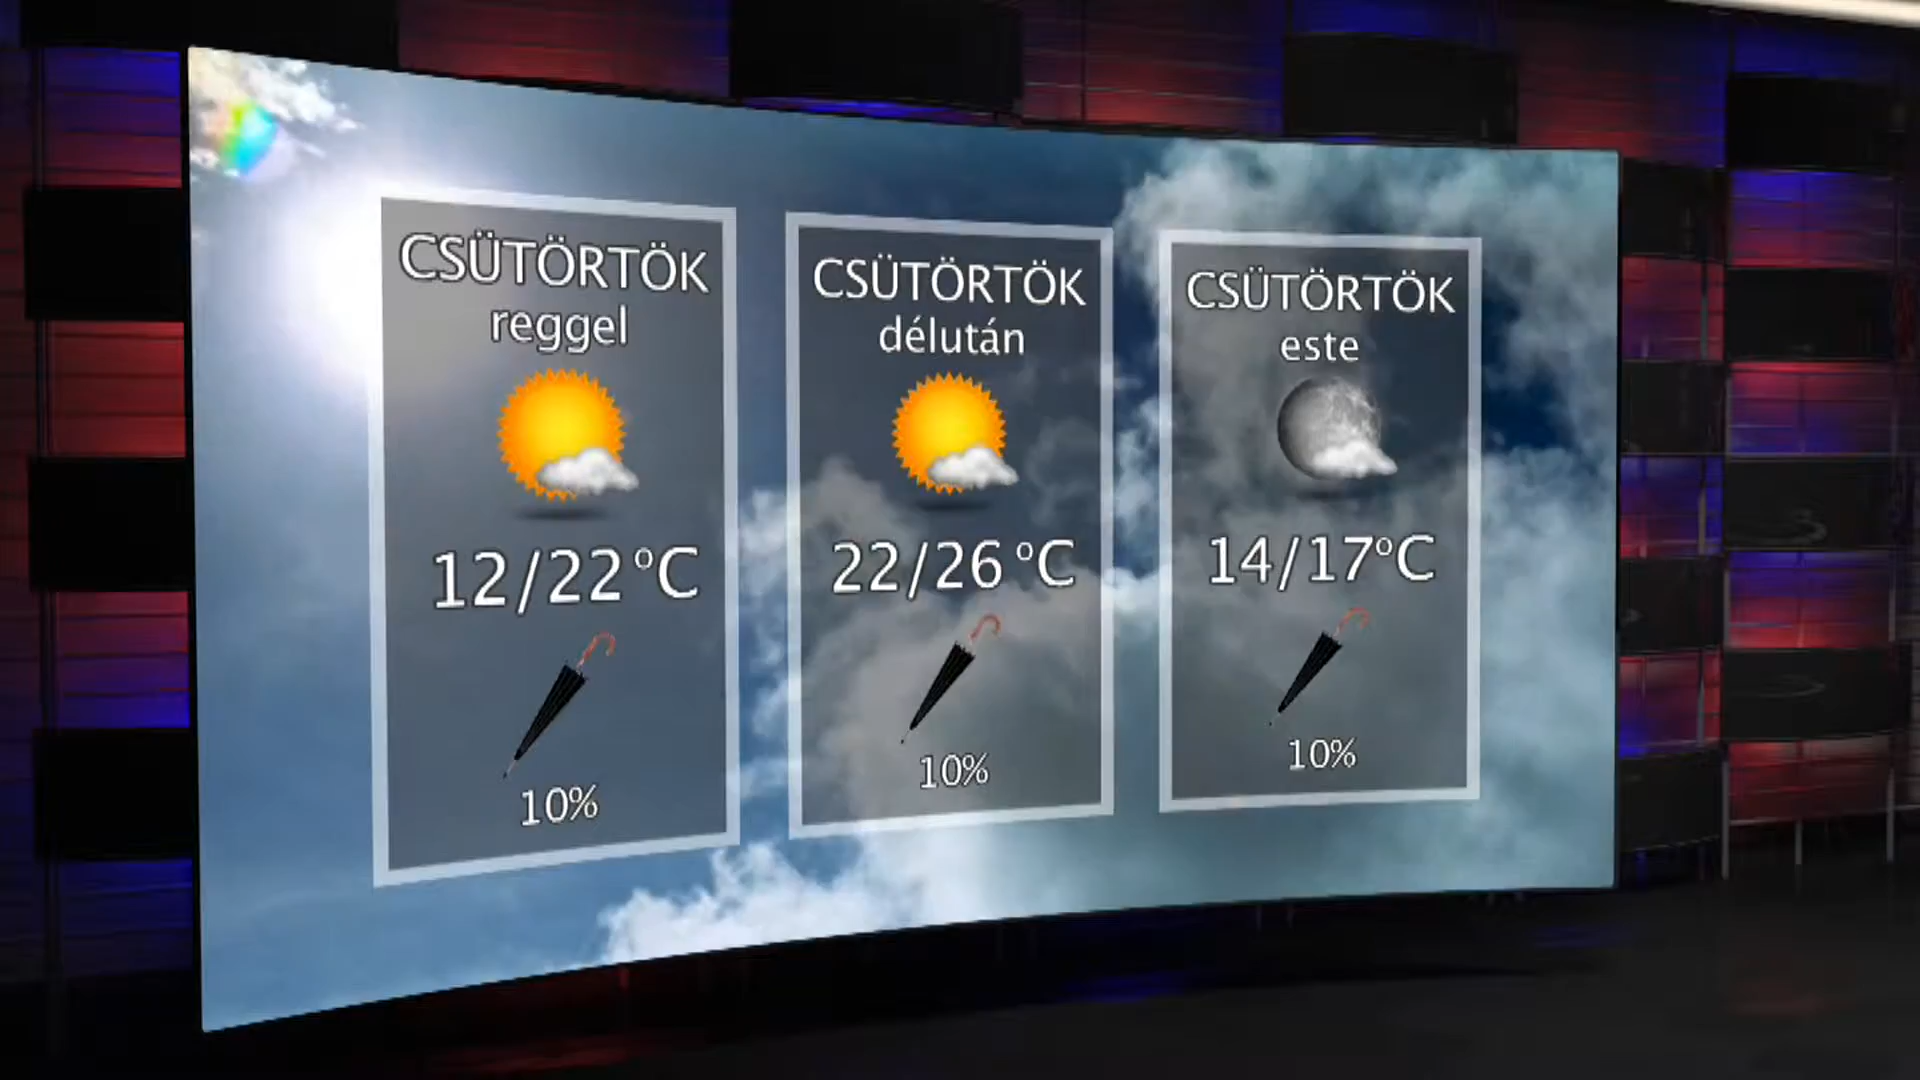 CSÜTÖRTÖK
reggel
12/22°C
10%
CSÜTÖRTÖK
délután
22/26 °C
10%
CSÜTÖRTÖK
este
14/17°C
10%